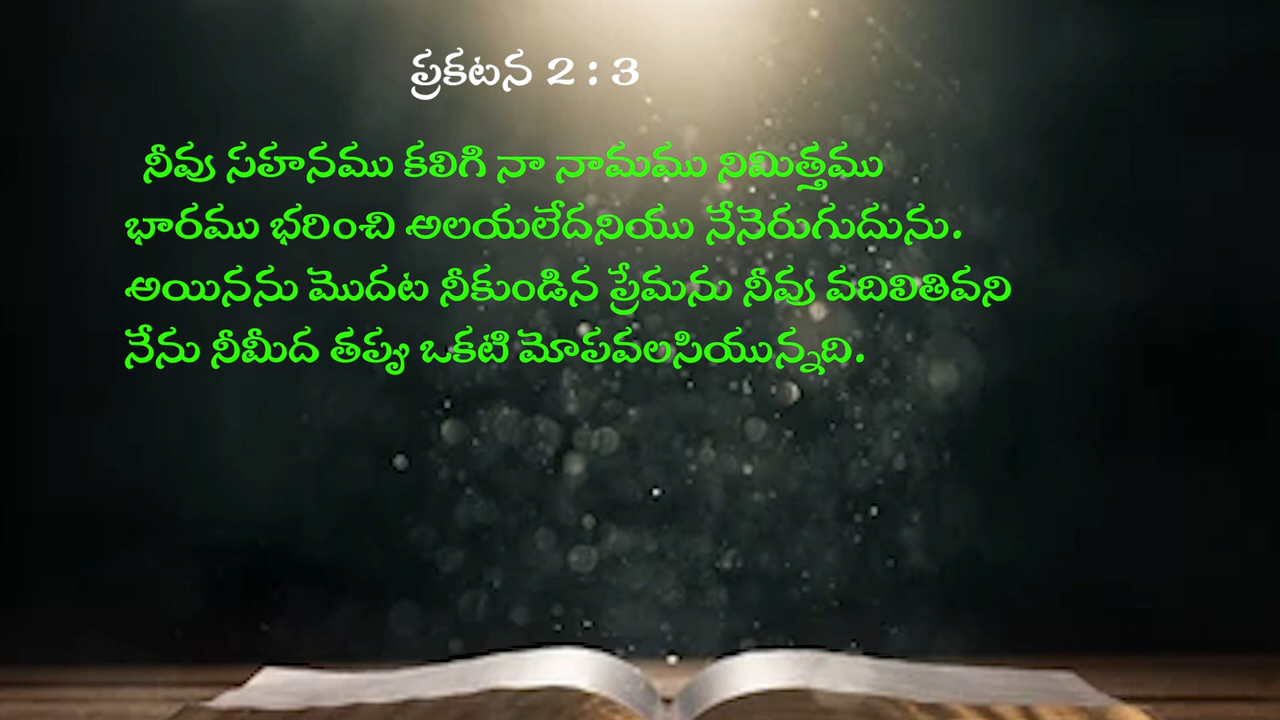 ప్రకటన 2 : 3
నీవు సహనము కలిగి నా నామము నిమిత్తము
భారము భరించి అలయలేదనియు నేనెరుగుదును.
అయినను మొదట నీకుండిన ప్రేమను నీవు వదిలితివని
నేను నీమీద తప్పు ఒకటి మోపవలసియున్నది.